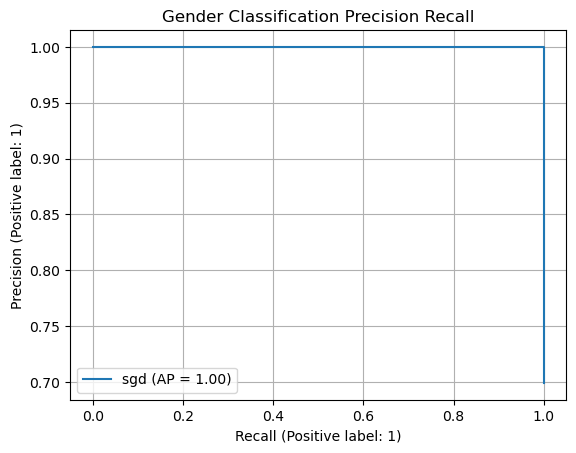 Gender Classification Precision Recall
Precision (Positive label: 1)
1.00
0.95
0.90
0.85
0.80
0.75
0.70
sgd (AP = 1.00)
0.0 0.2 0.4 0.6 0.8 1.0
Recall (Positive label: 1)